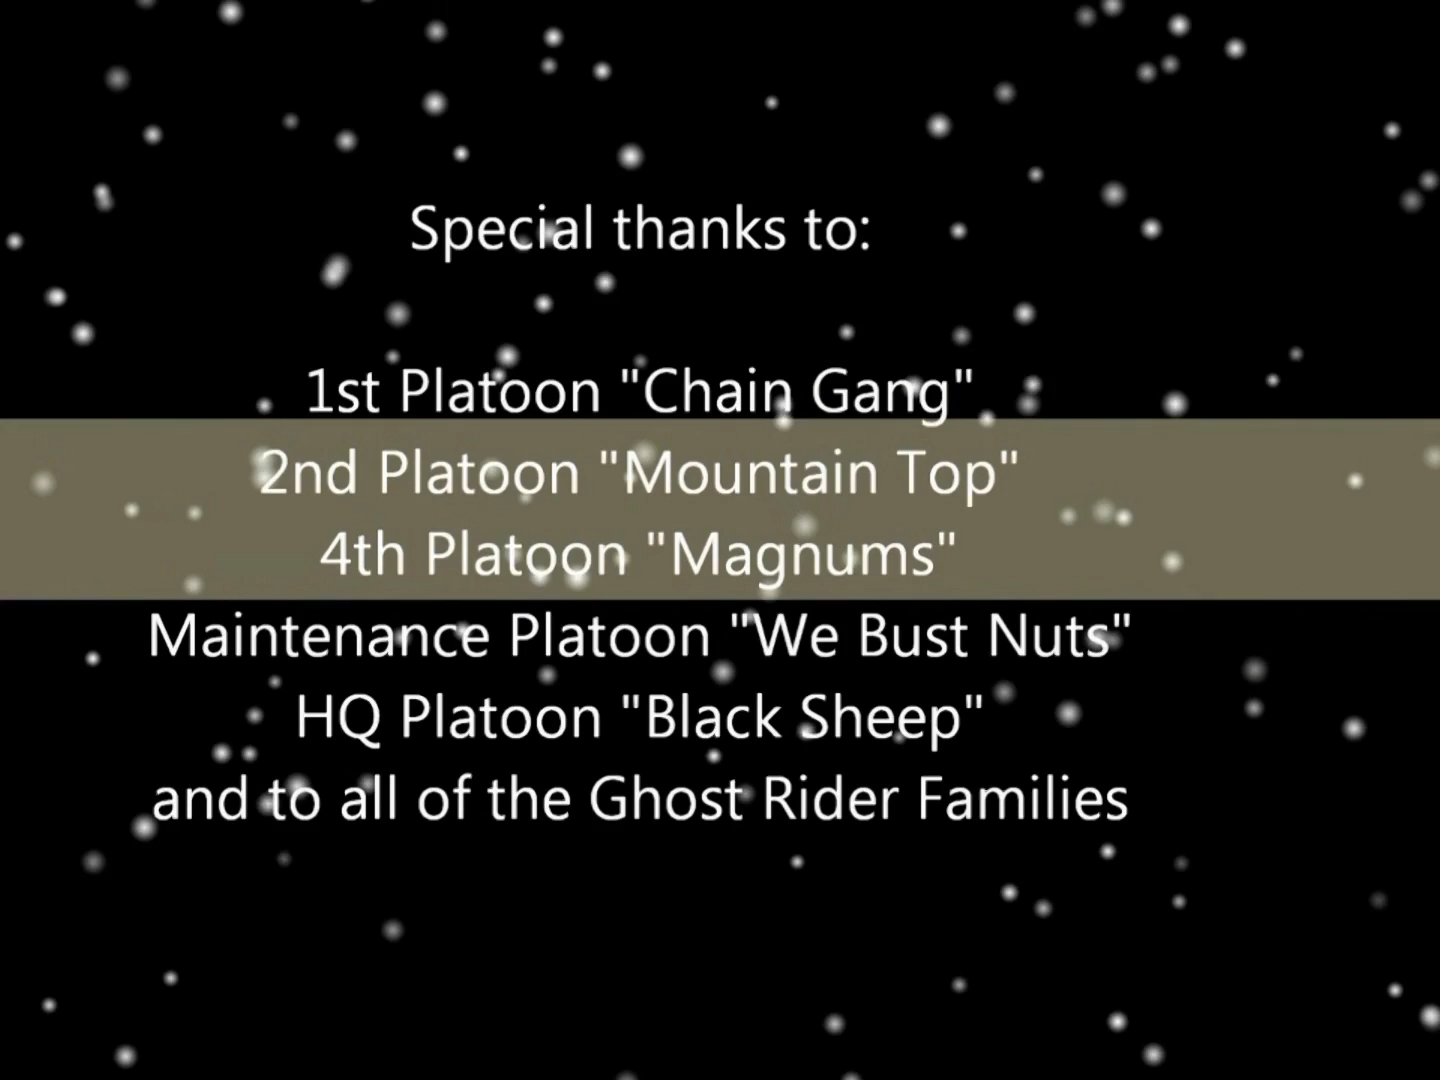 Special thanks to:
1st Platoon "Chain Gang"
2nd Platoon "Mountain Top"
4th Platoon "Magnums"
Maintenance Platoon "We Bust Nuts"
HQ Platoon "Black Sheep"
and to all of the Ghost Rider Families